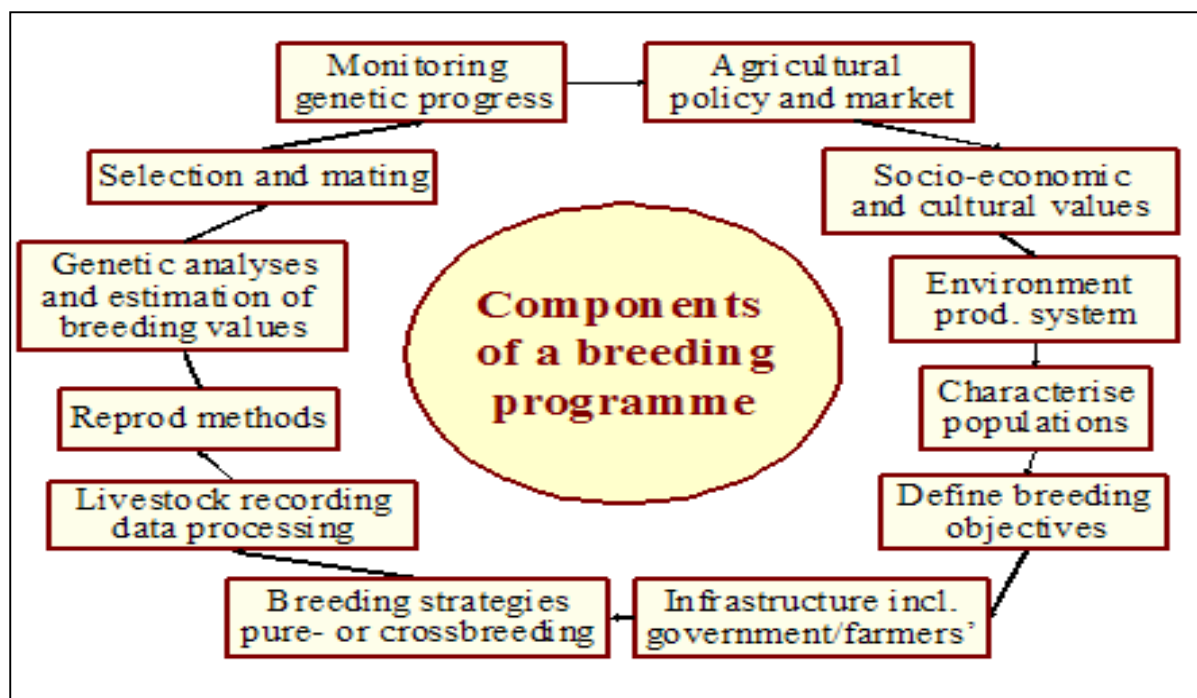 Monitoring
genetic progress
Agricultural
policy and market
Selection and mating
Socio-economic
and cultural values
Genetic analyses
and estimation of
breeding values
Components
of a breeding
programme
Environment
prod. system
Reprod methods
Characterise
populations
Livestock recording
data processing
Define breeding
objectives
Breeding strategies
pure- or crossbreeding
Infrastructure incl.
government/farmers’